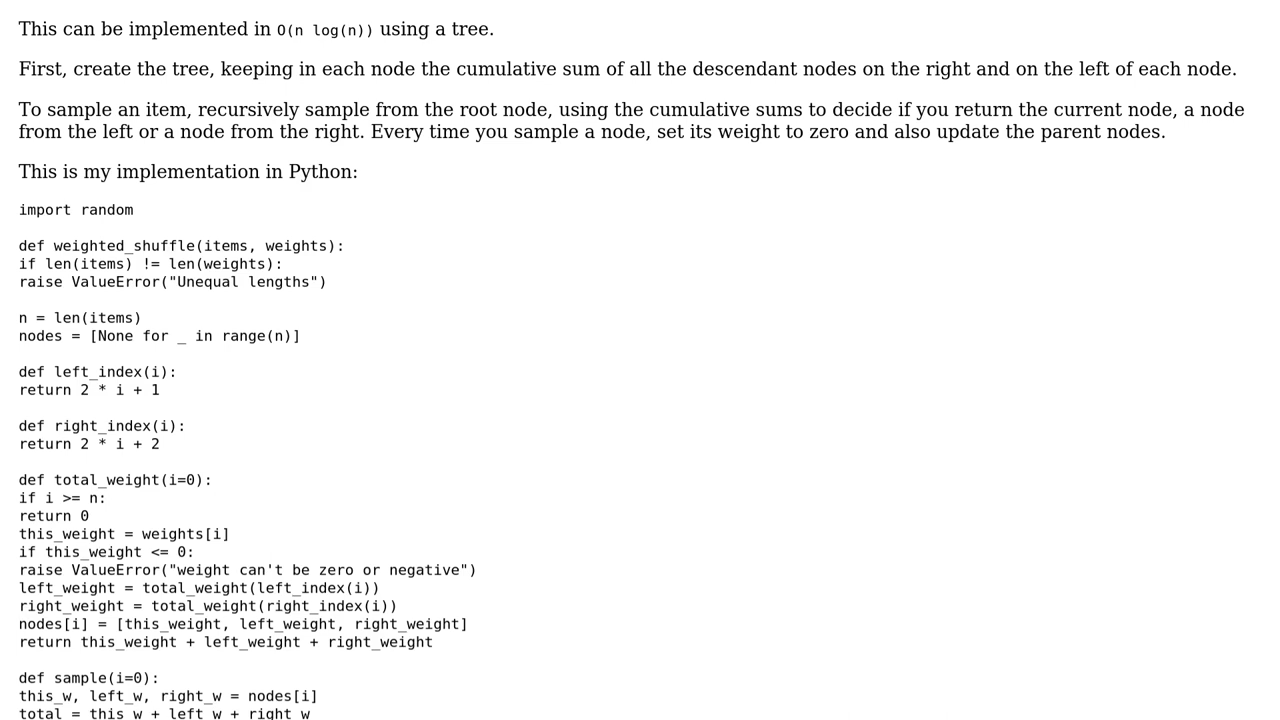 This can be implemented in O(n log(n)) using a tree.
First, create the tree, keeping in each node the cumulative sum of all the descendant nodes on the right and on the left of each node.
To sample an item, recursively sample from the root node, using the cumulative sums to decide if you return the current node, a node
from the left or a node from the right. Every time you sample a node, set its weight to zero and also update the parent nodes.
This is my implementation in Python:
import random
def weighted_shuffle(items, weights):
if len(items) != len(weights):
raise ValueError("Unequal lengths")
n = len(items)
nodes = [None for _ in range(n)]
def left_index(i):
return 2 * i + 1
def right_index(i):
return 2 * i + 2
def total_weight(i=0):
if i >= n:
return 0
this_weight = weights[i]
if this_weight <= 0:
raise ValueError("weight can't be zero or negative")
left_weight = total_weight(left_index(i))
right_weight = total_weight(right_index(i))
nodes[i] = [this_weight, left_weight, right_weight]
return this_weight + left_weight + right_weight
def sample(i=0):
this_w, left_w, right_w = nodes[i]
total = this_w + left_w + right_w